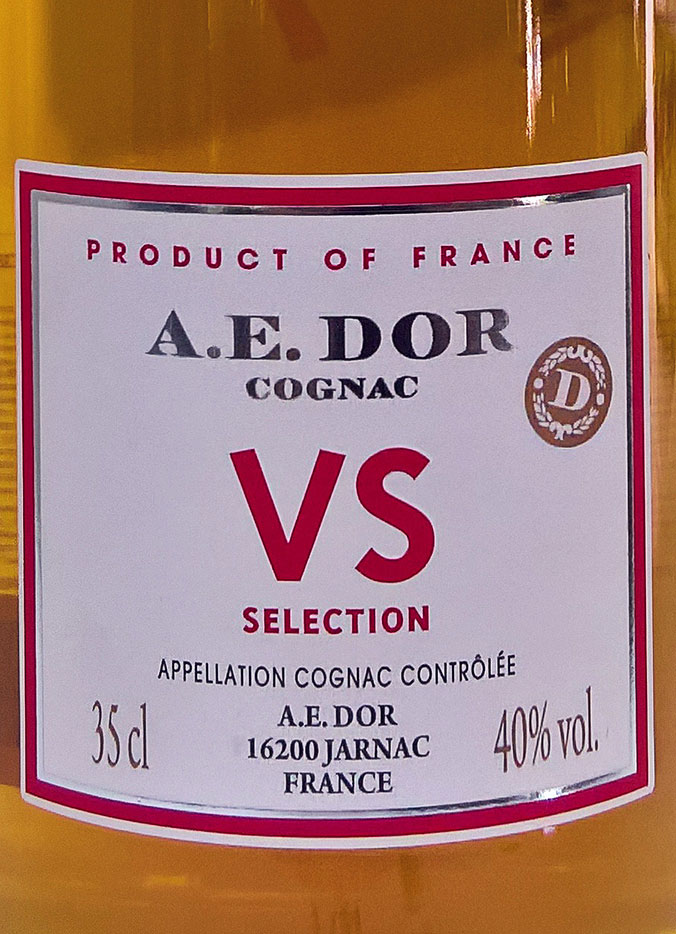 PRODUCT OF FRANCE
A.E. DOR
COGNAC
D
VS
SELECTION
APPELLATION COGNAC CONTRÔLÉE
35 cl
A.E. DOR
16200 JARNAC
FRANCE
40% vol.